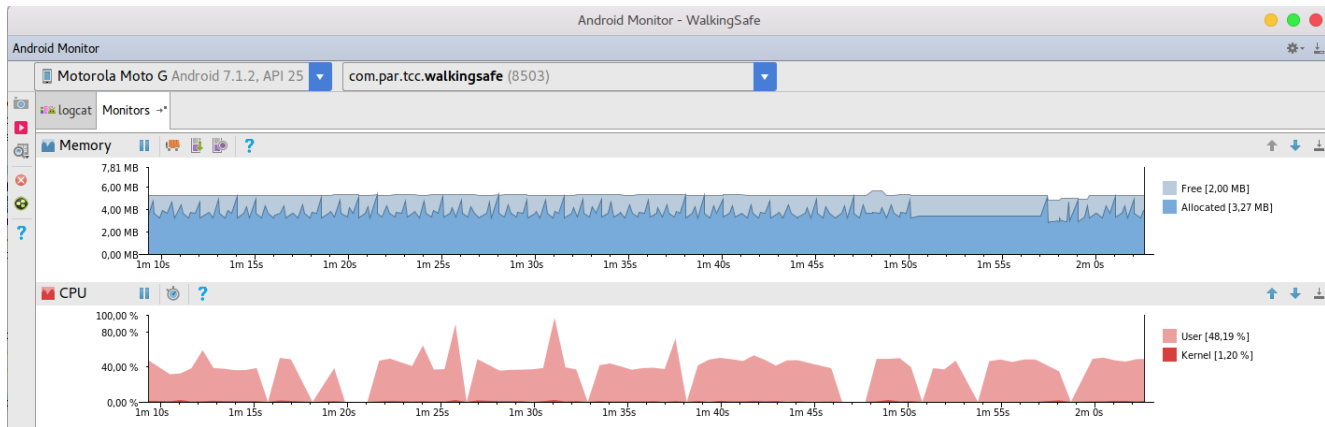 Android Monitor - WalkingSafe
Android Monitor
Motorola Moto G Android 7.1.2, API 25 com.par.tcc.walkingsafe (8503)
logcat Monitors
Memory ?
7,81 MB
6,00 MB
4,00 MB
2,00 MB
0,00 MB
Free [2,00 MB]
Allocated [3,27 MB]
1m 10s 1m 15s 1m 20s 1m 25s 1m 30s 1m 35s 1m 40s 1m 45s 1m 50s 1m 55s 2m 0s
?
CPU ?
100,00 %
80,00 %
40,00 %
0,00 %
User [48,19 %]
Kernel [1,20 %]
1m 10s 1m 15s 1m 20s 1m 25s 1m 30s 1m 35s 1m 40s 1m 45s 1m 50s 1m 55s 2m 0s